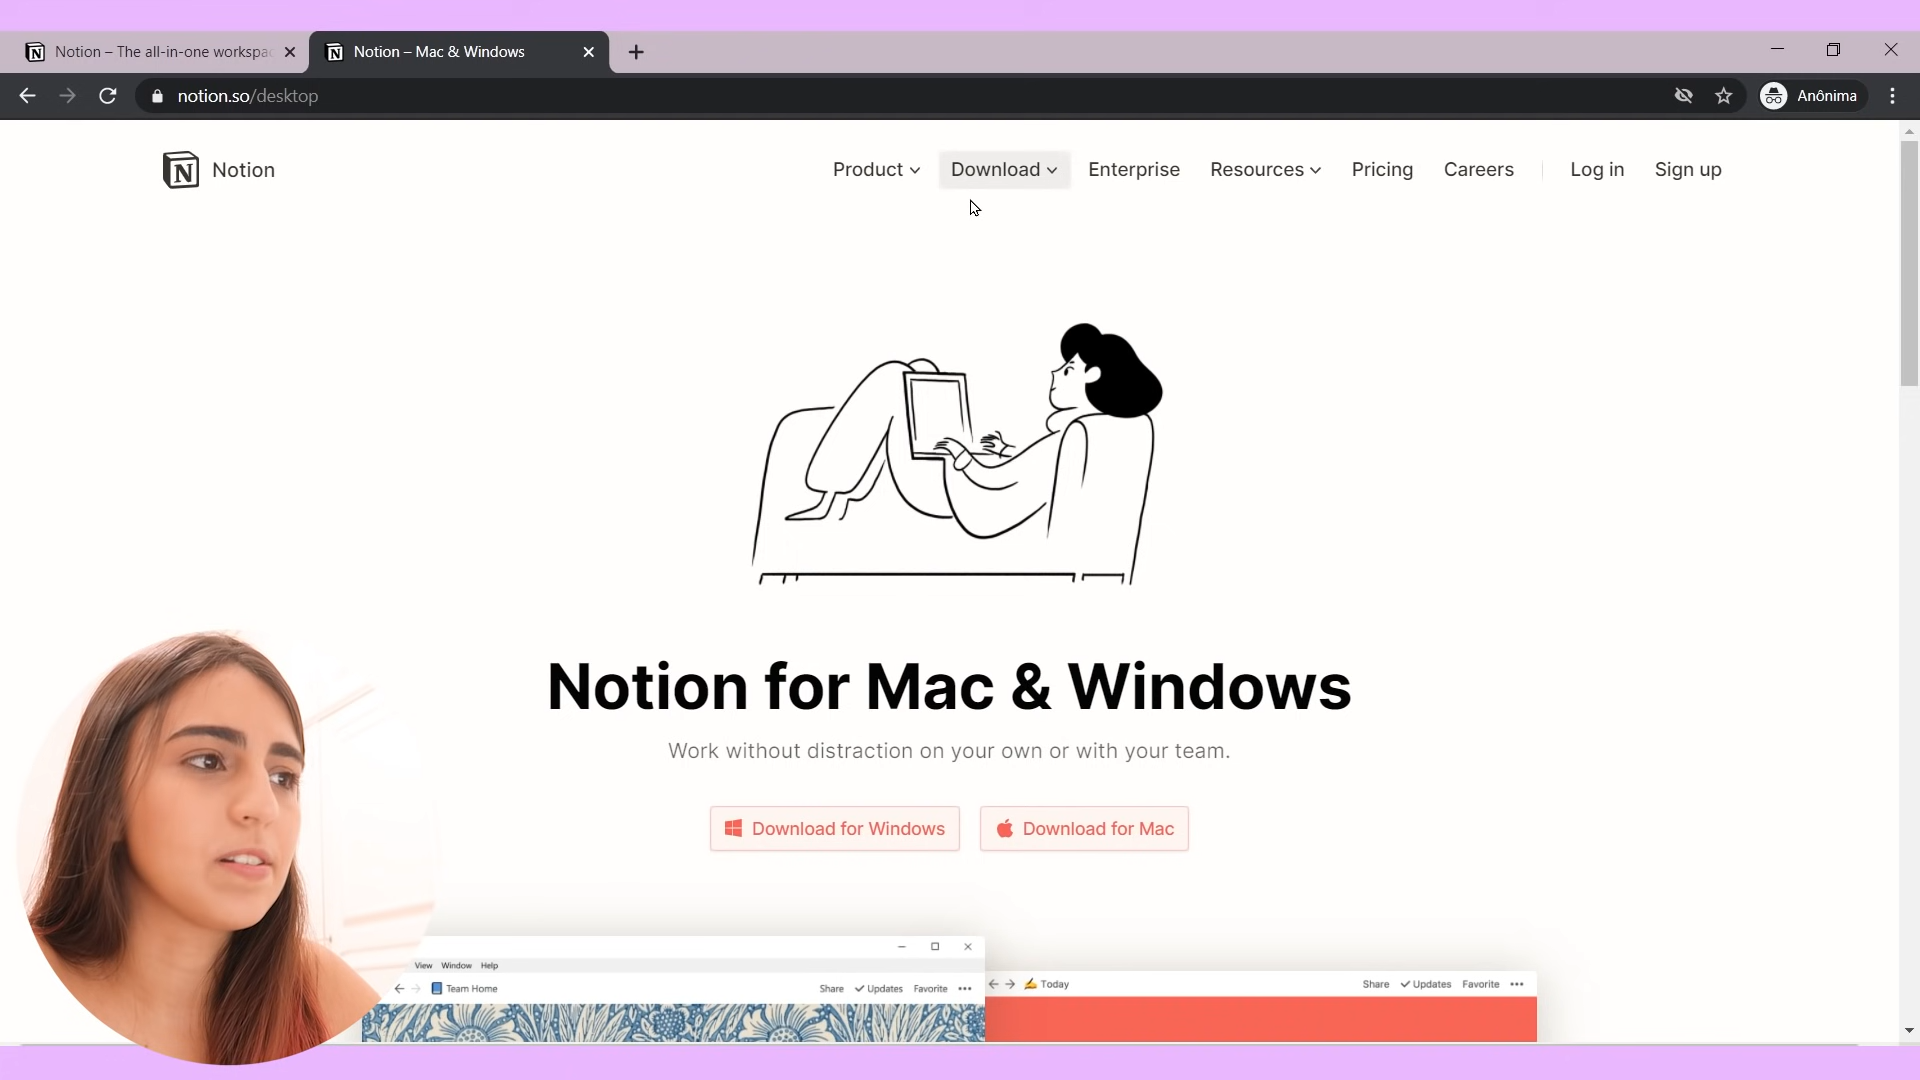 Notion – The all-in-one workspac
Notion – Mac & Windows
notion.so/desktop
Anônima
Notion
Product
Download
Enterprise
Resources
Pricing
Careers
Log in
Sign up
Notion for Mac & Windows
Work without distraction on your own or with your team.
Download for Windows
Download for Mac
View Window Help
Team Home
Share
Updates
Favorite
Today
Share
Updates
Favorite